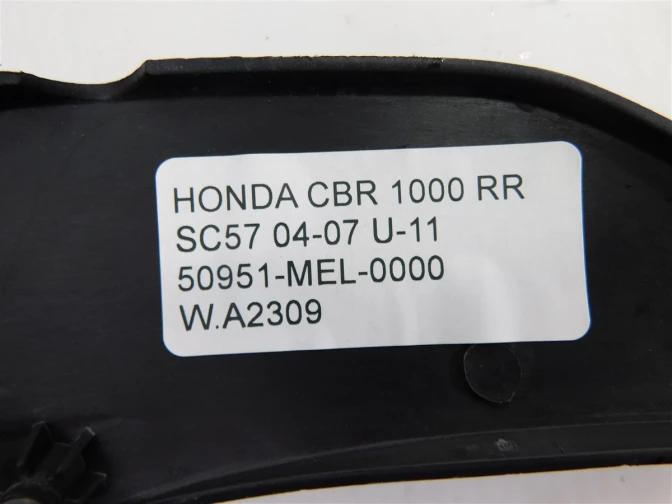 HONDA CBR 1000 RR
SC57 04-07 U-11
50951-MEL-0000
W.A2309